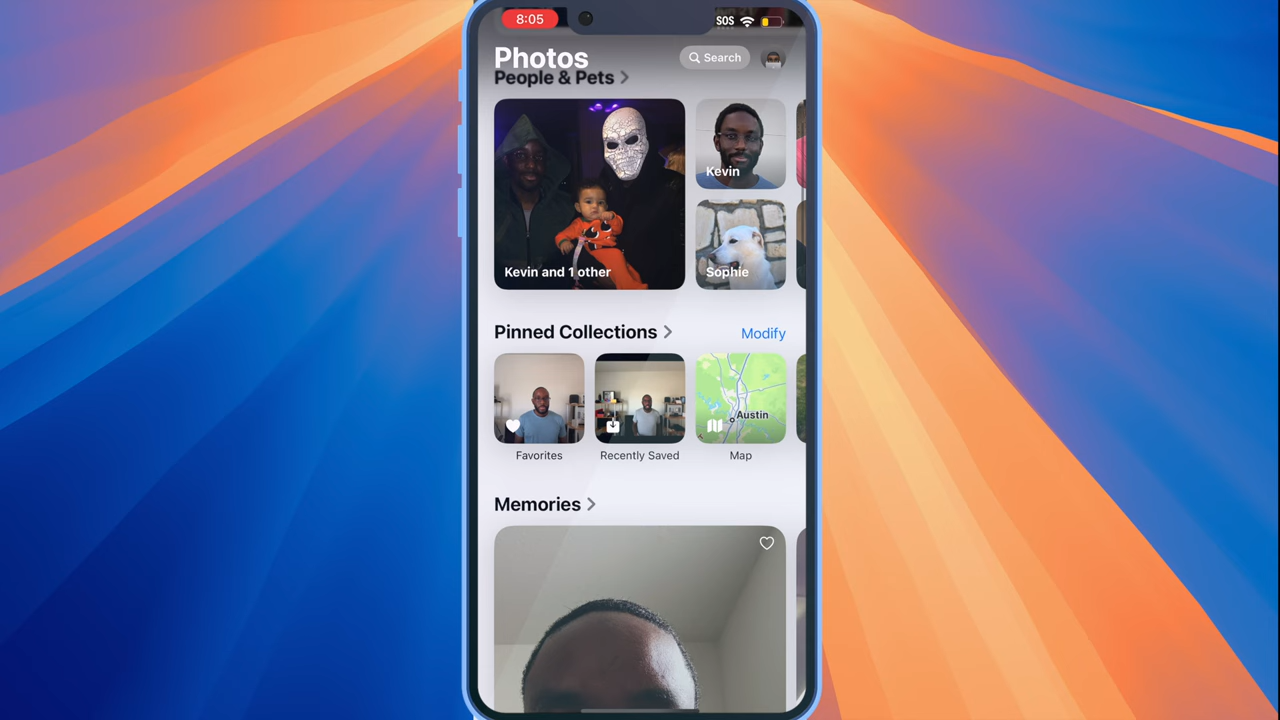 8:05
SOS
Photos
Search
People & Pets
Kevin
Kevin and 1 other
Sophie
Pinned Collections
Modify
Austin
Favorites
Recently Saved
Map
Memories